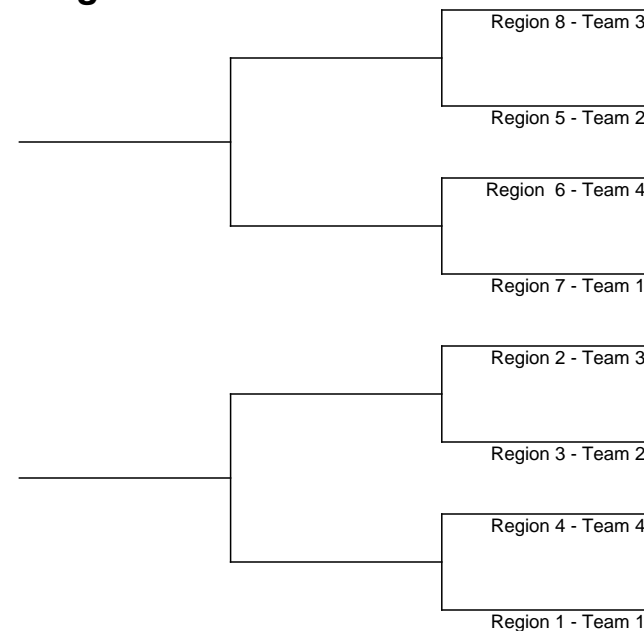 Region 8 - Team 3
Region 5 - Team 2
Region  6 - Team 4
Region 7 - Team 1
Region 2 - Team 3
Region 3 - Team 2
Region 4 - Team 4
Region 1 - Team 1